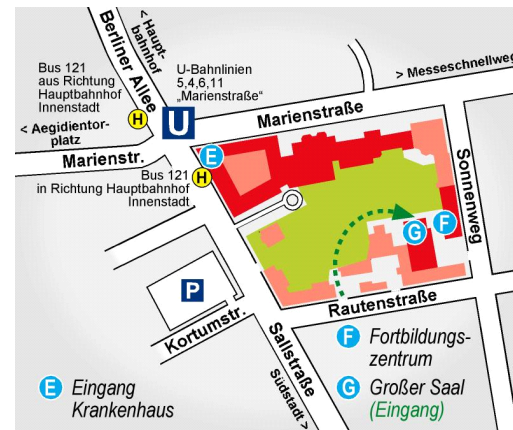 < Haupt-
bahnhof
Berliner Allee
Bus 121
aus Richtung
Hauptbahnhof
Innenstadt
U-Bahnlinien
5,4,6,11
„Marienstraße“
> Messeschnellweg
H
U
Marienstraße
< Aegidientor-
platz
Marienstr.
E
H
Bus 121
in Richtung Hauptbahnhof
Innenstadt
Sonnenweg
G
F
P
Rautenstraße
Kortumstr.
Sallstraße
Südstadt >
F Fortbildungs-
zentrum
E Eingang
Krankenhaus
G Großer Saal
(Eingang)